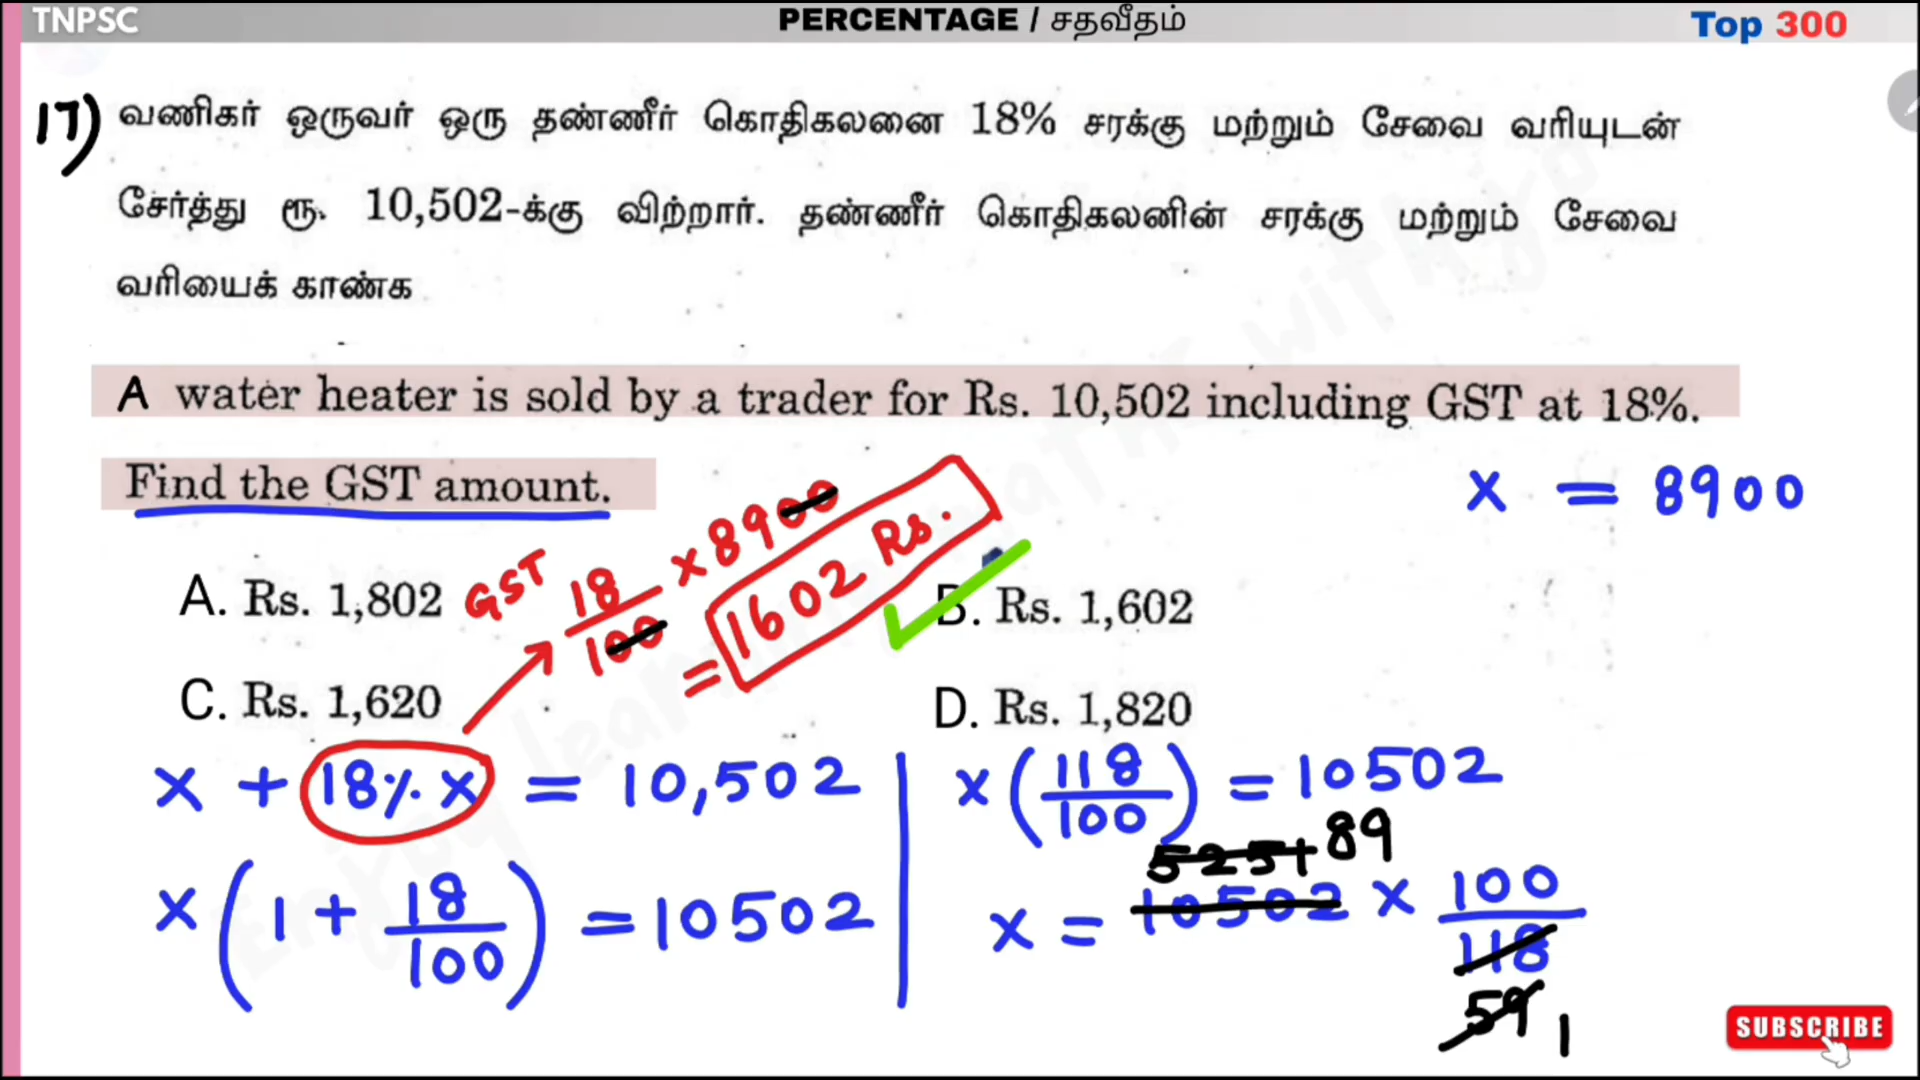 TNPSC
PERCENTAGE / சதவீதம்
Top 300
17) வணிகர் ஒருவர் ஒரு தண்ணீர் கொதிகலனை 18% சரக்கு மற்றும் சேவை வரியுடன்
சேர்த்து ரூ. 10,502-க்கு விற்றார். தண்ணீர் கொதிகலனின் சரக்கு மற்றும் சேவை
வரியைக் காண்க
A water heater is sold by a trader for Rs. 10,502 including GST at 18%.
Find the GST amount.
x = 8900
GST 18/100 x 8900
= 1602 Rs.
A. Rs. 1,802
B. Rs. 1,602
C. Rs. 1,620
D. Rs. 1,820
x + 18% x = 10,502
x ( 1 + 18/100 ) = 10502
x ( 118/100 ) = 10502
5251 89
x = 10502 x 100/118
59 1
SUBSCRIBE